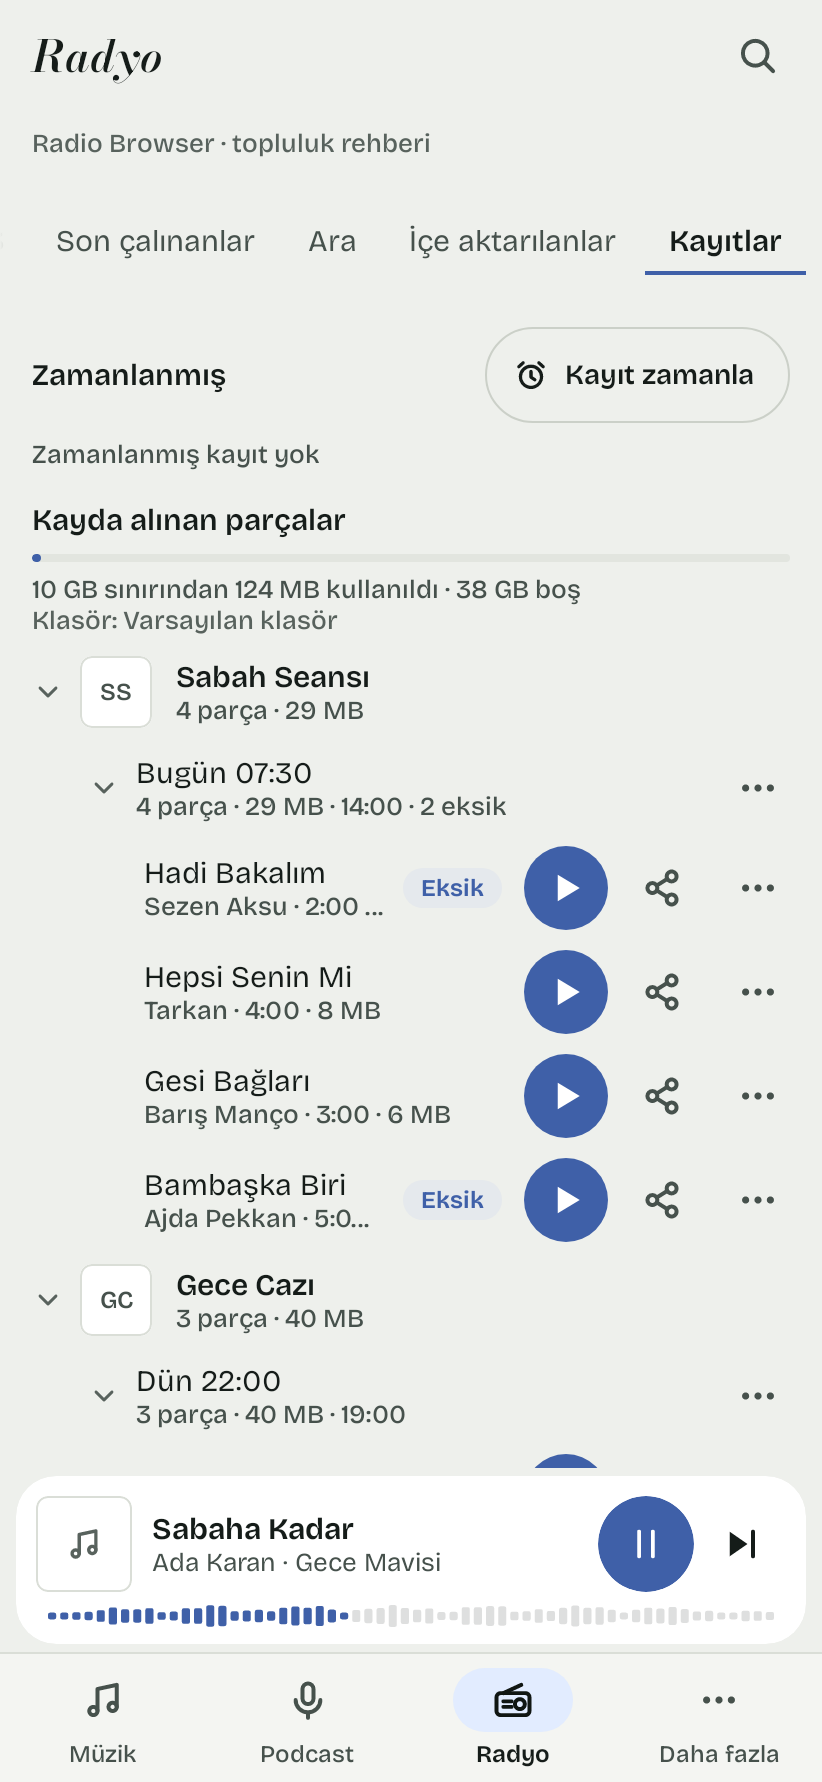 Radyo
Radio Browser · topluluk rehberi
Son çalınanlar
Ara
İçe aktarılanlar
Kayıtlar
Zamanlanmış
Kayıt zamanla
Zamanlanmış kayıt yok
Kayda alınan parçalar
10 GB sınırından 124 MB kullanıldı · 38 GB boş
Klasör: Varsayılan klasör
SS
Sabah Seansı
4 parça · 29 MB
Bugün 07:30
4 parça · 29 MB · 14:00 · 2 eksik
Hadi Bakalım
Sezen Aksu · 2:00 ...
Eksik
Hepsi Senin Mi
Tarkan · 4:00 · 8 MB
Gesi Bağları
Barış Manço · 3:00 · 6 MB
Bambaşka Biri
Ajda Pekkan · 5:0...
Eksik
GC
Gece Cazı
3 parça · 40 MB
Dün 22:00
3 parça · 40 MB · 19:00
Sabaha Kadar
Ada Karan · Gece Mavisi
Müzik
Podcast
Radyo
Daha fazla